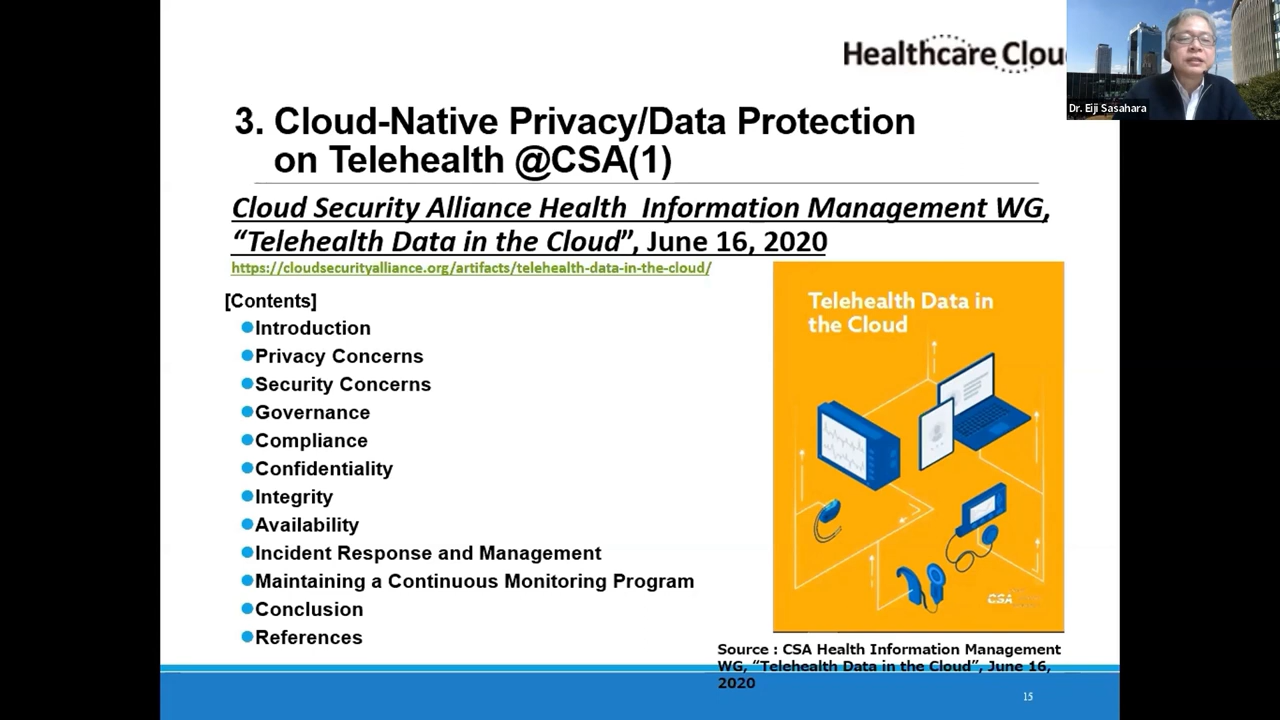 Healthcare Clou
Dr. Eiji Sasahara
3. Cloud-Native Privacy/Data Protection
on Telehealth @CSA(1)
Cloud Security Alliance Health Information Management WG,
“Telehealth Data in the Cloud”, June 16, 2020
https://cloudsecurityalliance.org/artifacts/telehealth-data-in-the-cloud/
[Contents]
●Introduction
●Privacy Concerns
●Security Concerns
●Governance
●Compliance
●Confidentiality
●Integrity
●Availability
●Incident Response and Management
●Maintaining a Continuous Monitoring Program
●Conclusion
●References
Telehealth Data in
the Cloud
CSA
Source : CSA Health Information Management
WG, “Telehealth Data in the Cloud”, June 16,
2020
15